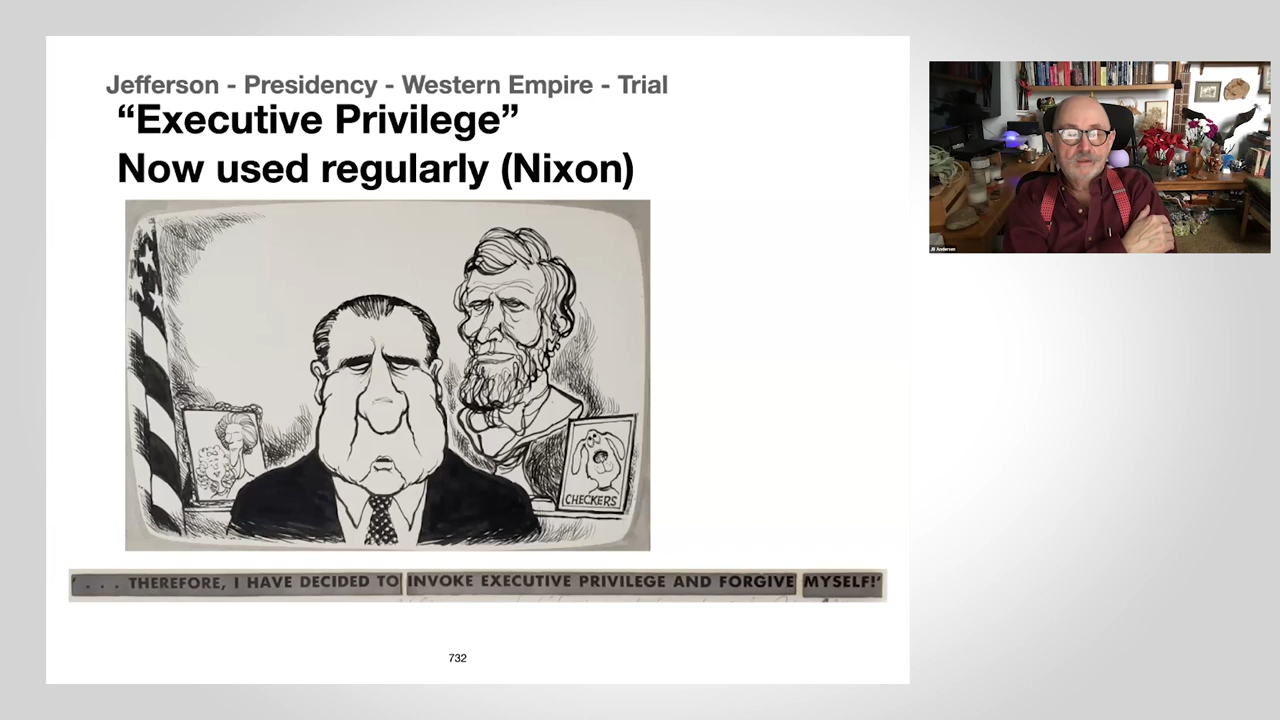 Jefferson - Presidency - Western Empire - Trial
“Executive Privilege”
Now used regularly (Nixon)
CHECKERS
'. . . THEREFORE, I HAVE DECIDED TO INVOKE EXECUTIVE PRIVILEGE AND FORGIVE MYSELF!'
732